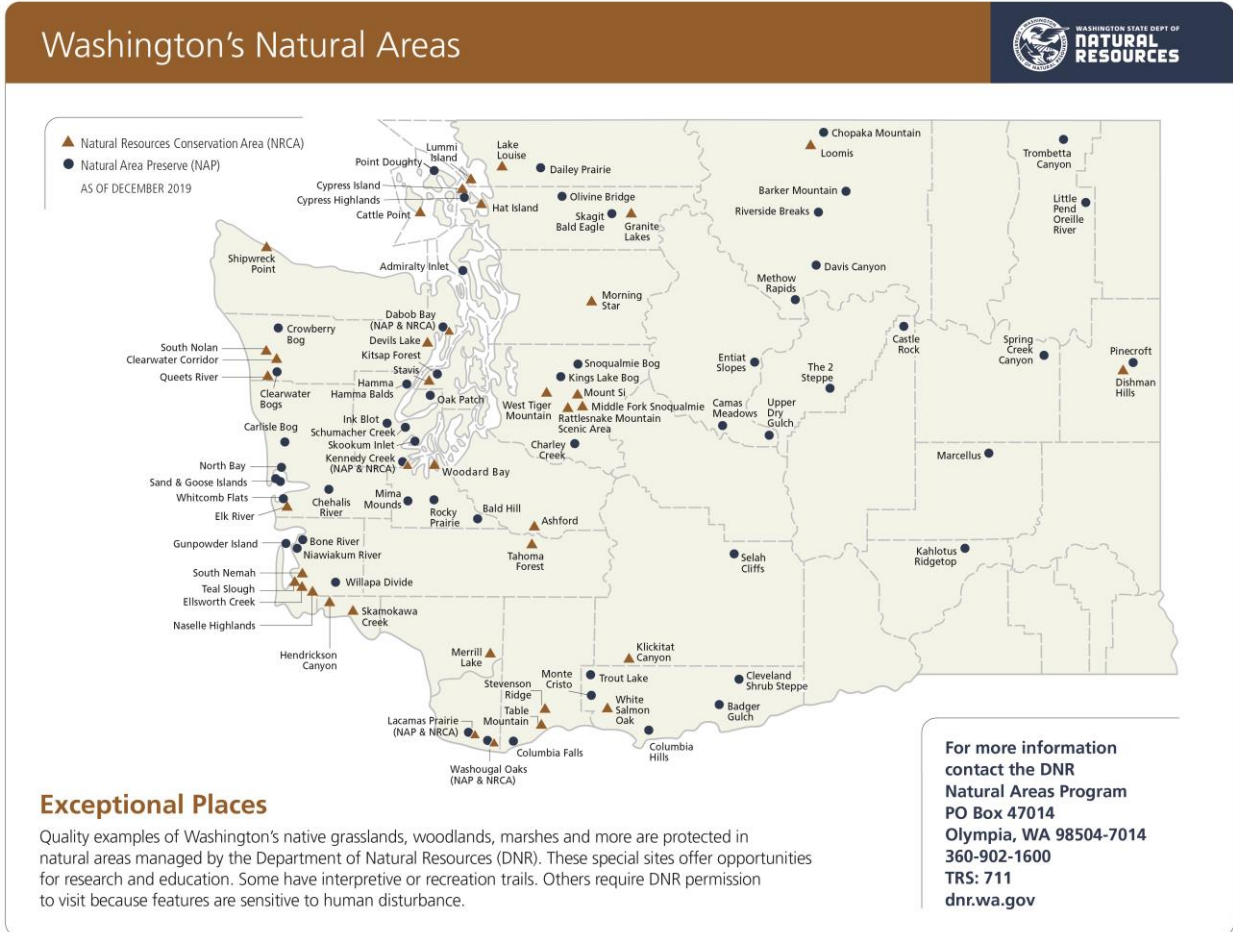 Washington's Natural Areas
WASHINGTON STATE DEPT OF
NATURAL
RESOURCES
Natural Resources Conservation Area (NRCA)
Natural Area Preserve (NAP)
AS OF DECEMBER 2019
Point Doughty
Lummi
Island
Lake
Louise
Dailey Prairie
Cypress Island
Cypress Highlands
Cattle Point
Hat Island
Olivine Bridge
Skagit
Bald Eagle
Granite
Lakes
Chopaka Mountain
Loomis
Trombetta
Canyon
Barker Mountain
Riverside Breaks
Little
Pend
Oreille
River
Shipwreck
Point
Admiralty Inlet
Davis Canyon
Methow
Rapids
Morning
Star
Crowberry
Bog
Dabob Bay
(NAP & NRCA)
Devils Lake
Kitsap Forest
Stavis
Hamma
Hamma Balds
Oak Patch
South Nolan
Clearwater Corridor
Queets River
Clearwater
Bogs
Snoqualmie Bog
Kings Lake Bog
Mount Si
West Tiger
Mountain
Middle Fork Snoqualmie
Rattlesnake Mountain
Scenic Area
Charley
Creek
Entiat
Slopes
The 2
Steppe
Castle
Rock
Spring
Creek
Canyon
Pinecroft
Dishman
Hills
Camas
Meadows
Upper
Dry
Gulch
Carlisle Bog
Ink Blot
Schumacher Creek
Skookum Inlet
Kennedy Creek
(NAP & NRCA)
Woodard Bay
Marcellus
North Bay
Sand & Goose Islands
Whitcomb Flats
Elk River
Chehalis
River
Mima
Mounds
Rocky
Prairie
Bald Hill
Ashford
Tahoma
Forest
Gunpowder Island
Bone River
Niawiakum River
Selah
Cliffs
Kahlotus
Ridgetop
South Nemah
Teal Slough
Ellsworth Creek
Naselle Highlands
Willapa Divide
Skamokawa
Creek
Hendrickson
Canyon
Merrill
Lake
Klickitat
Canyon
Stevenson
Ridge
Table
Mountain
Monte
Cristo
Trout Lake
White
Salmon
Oak
Cleveland
Shrub Steppe
Badger
Gulch
Lacamas Prairie
(NAP & NRCA)
Columbia Falls
Columbia
Hills
Washougal Oaks
(NAP & NRCA)
Exceptional Places
Quality examples of Washington's native grasslands, woodlands, marshes and more are protected in
natural areas managed by the Department of Natural Resources (DNR). These special sites offer opportunities
for research and education. Some have interpretive or recreation trails. Others require DNR permission
to visit because features are sensitive to human disturbance.
For more information
contact the DNR
Natural Areas Program
PO Box 47014
Olympia, WA 98504-7014
360-902-1600
TRS: 711
dnr.wa.gov